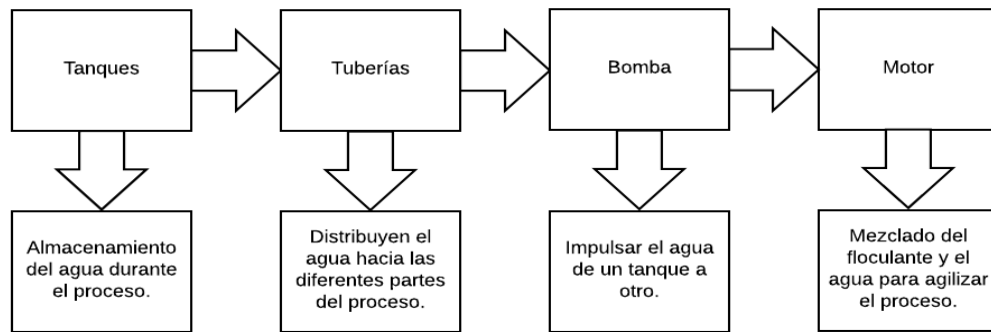 Tanques
Tuberías
Bomba
Motor
Almacenamiento
del agua durante
el proceso.
Distribuyen el
agua hacia las
diferentes partes
del proceso.
Impulsar el agua
de un tanque a
otro.
Mezclado del
floculante y el
agua para agilizar
el proceso.